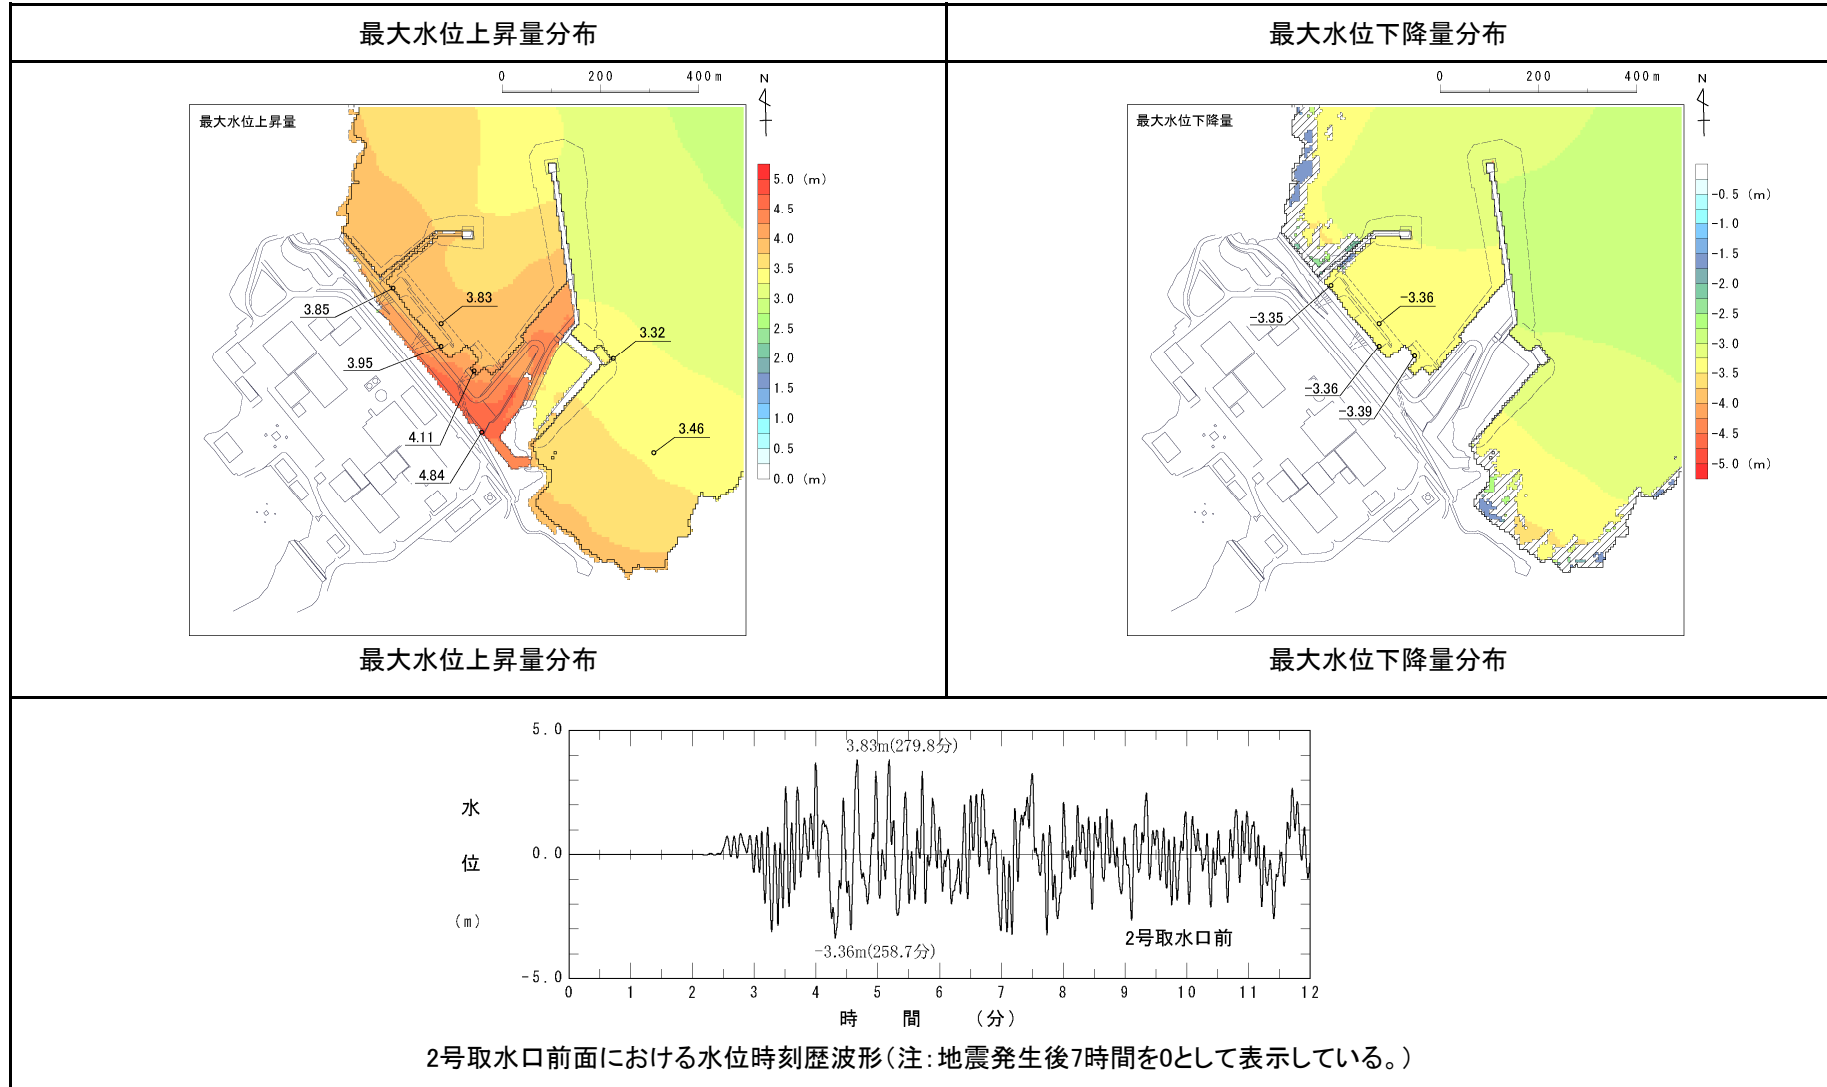 最大水位上昇量分布
最大水位下降量分布
0 200 400m N
最大水位上昇量
5.0 (m)
4.5
4.0
3.5
3.0
2.5
2.0
1.5
1.0
0.5
0.0 (m)
3.85
3.83
3.95
3.32
4.11
3.46
4.84
最大水位上昇量分布
0 200 400m N
最大水位下降量
-0.5 (m)
-1.0
-1.5
-2.0
-2.5
-3.0
-3.5
-4.0
-4.5
-5.0 (m)
-3.36
-3.35
-3.36
-3.39
最大水位下降量分布
5.0
3.83m(279.8分)
水
位
(m)
0.0
-3.36m(258.7分)
2号取水口前
-5.0
0 1 2 3 4 5 6 7 8 9 10 11 12
時 間 (分)
2号取水口前面における水位時刻歴波形(注:地震発生後7時間を0として表示している。)